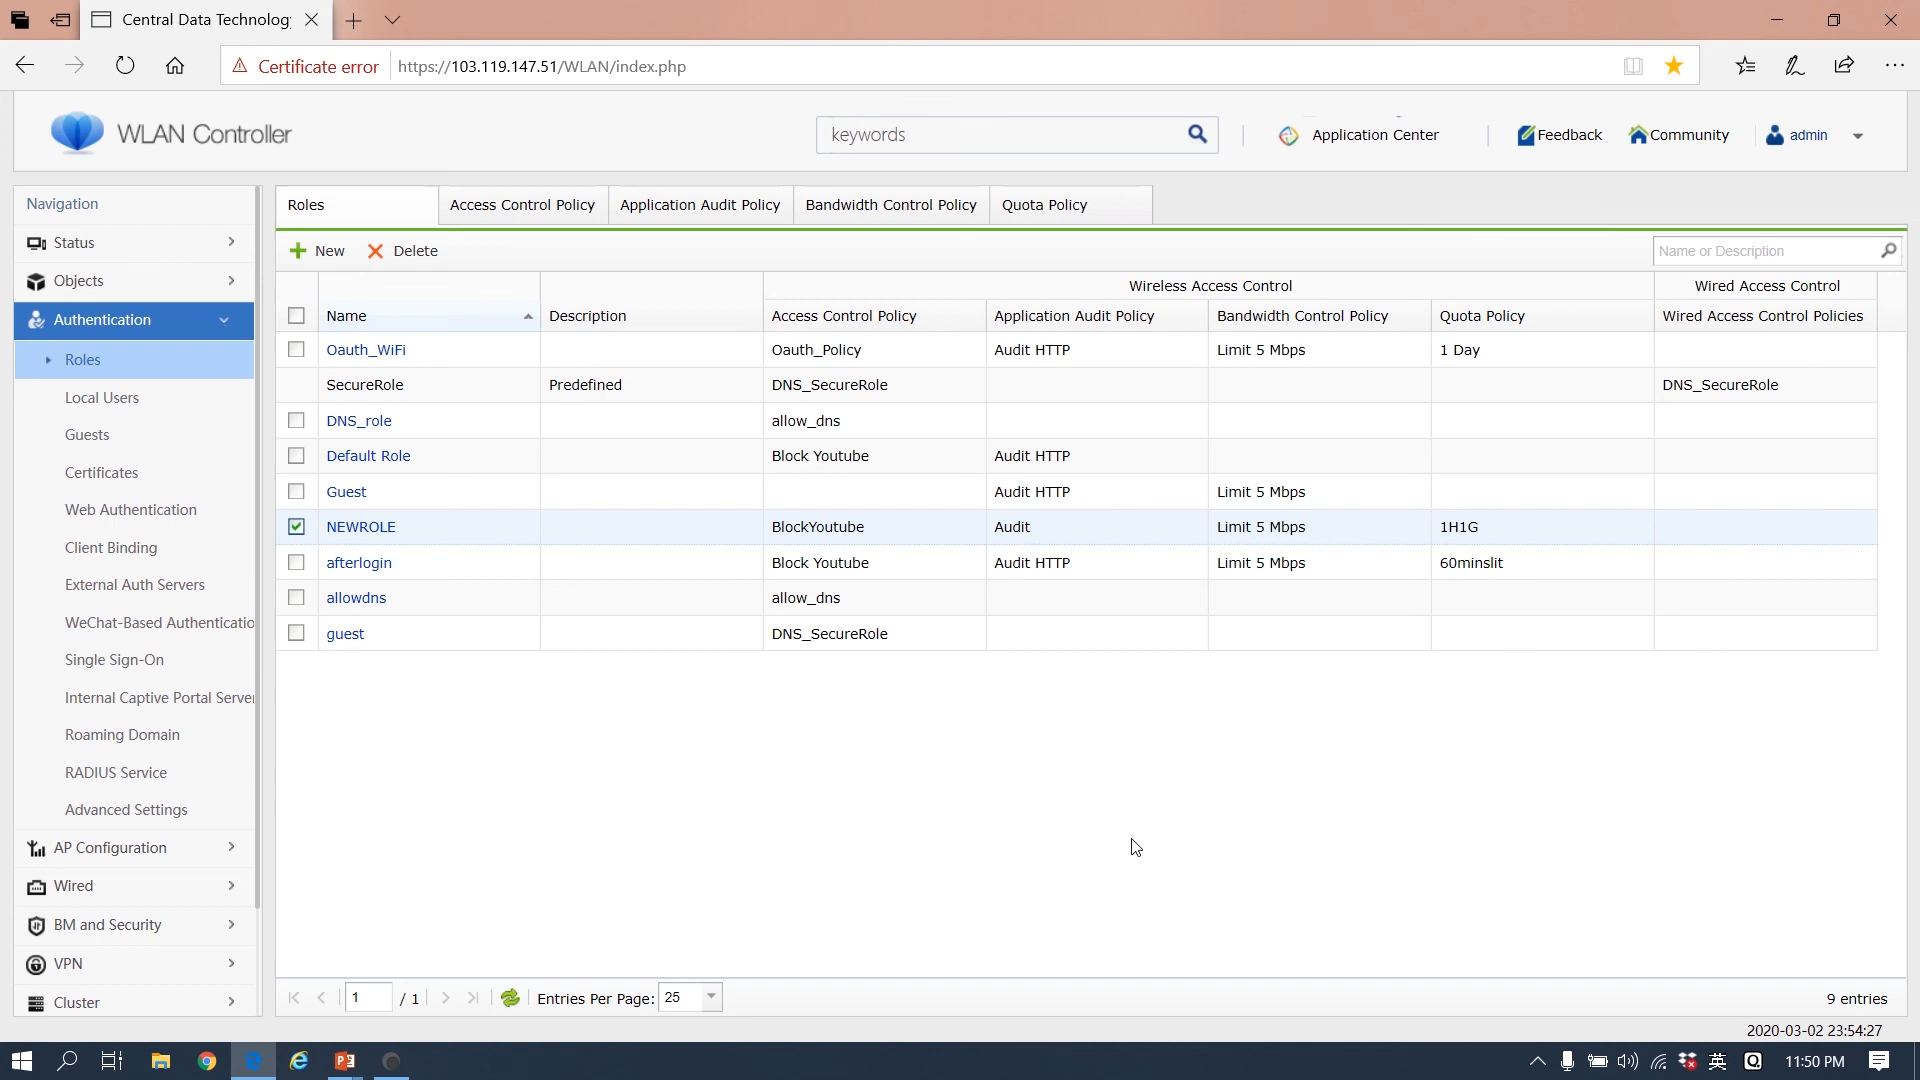 Central Data Technology
Certificate error
https://103.119.147.51/WLAN/index.php
WLAN Controller
keywords
Application Center
Feedback
Community
admin
Navigation
Status
Objects
Authentication
Roles
Local Users
Guests
Certificates
Web Authentication
Client Binding
External Auth Servers
WeChat-Based Authenticatio
Single Sign-On
Internal Captive Portal Server
Roaming Domain
RADIUS Service
Advanced Settings
AP Configuration
Wired
BM and Security
VPN
Cluster
Roles Access Control Policy Application Audit Policy Bandwidth Control Policy Quota Policy
New Delete Name or Description
Wireless Access Control Wired Access Control
Name Description Access Control Policy Application Audit Policy Bandwidth Control Policy Quota Policy Wired Access Control Policies
Oauth_WiFi Oauth_Policy Audit HTTP Limit 5 Mbps 1 Day
SecureRole Predefined DNS_SecureRole DNS_SecureRole
DNS_role allow_dns
Default Role Block Youtube Audit HTTP
Guest Audit HTTP Limit 5 Mbps
NEWROLE BlockYoutube Audit Limit 5 Mbps 1H1G
afterlogin Block Youtube Audit HTTP Limit 5 Mbps 60minslit
allowdns allow_dns
guest DNS_SecureRole
1 / 1 Entries Per Page: 25 9 entries
2020-03-02 23:54:27
英 11:50 PM